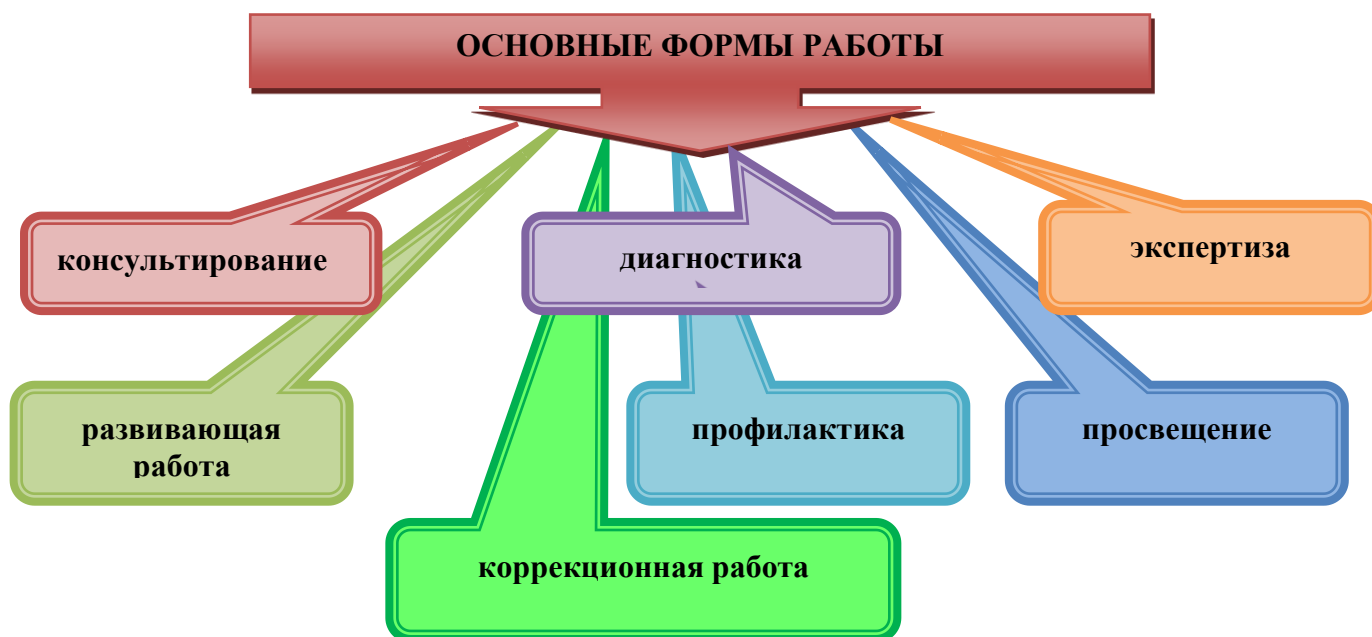 ОСНОВНЫЕ ФОРМЫ РАБОТЫ
консультирование
диагностика
экспертиза
развивающая
работа
профилактика
просвещение
коррекционная работа